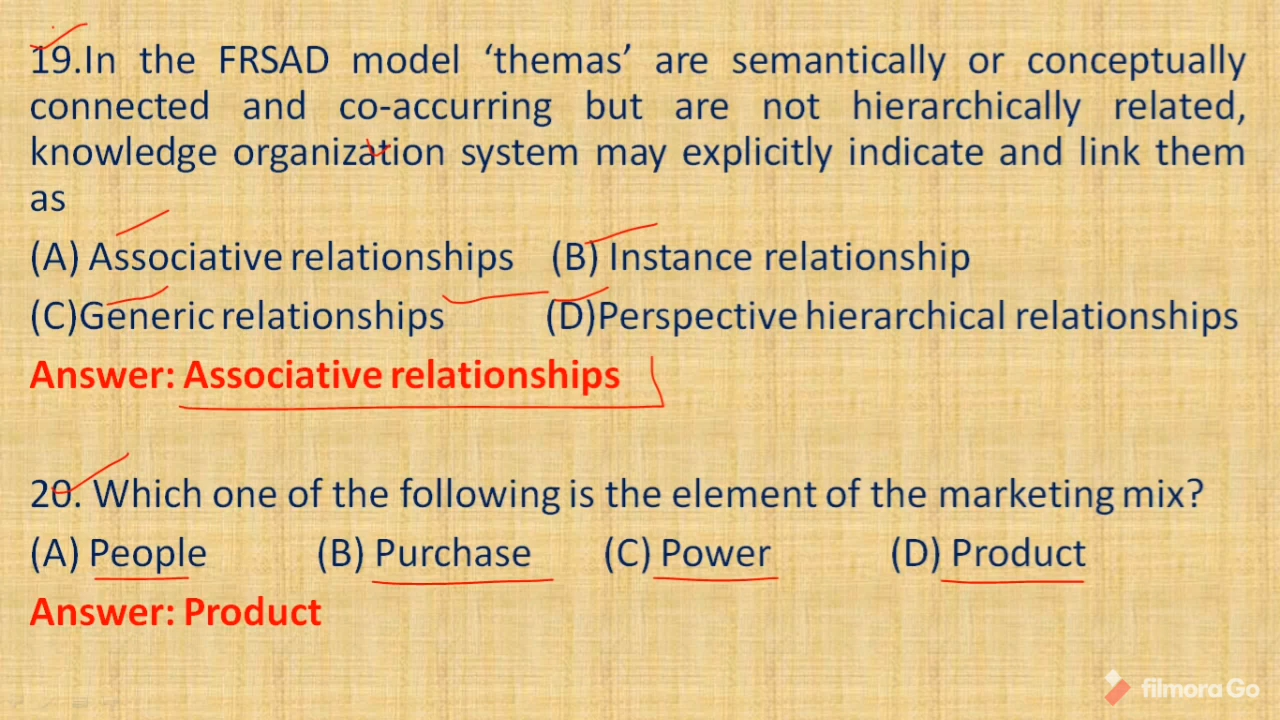 19.In the FRSAD model ‘themas’ are semantically or conceptually
connected and co-accurring but are not hierarchically related,
knowledge organization system may explicitly indicate and link them
as
(A) Associative relationships (B) Instance relationship
(C)Generic relationships (D)Perspective hierarchical relationships
Answer: Associative relationships
20. Which one of the following is the element of the marketing mix?
(A) People (B) Purchase (C) Power (D) Product
Answer: Product
filmora Go